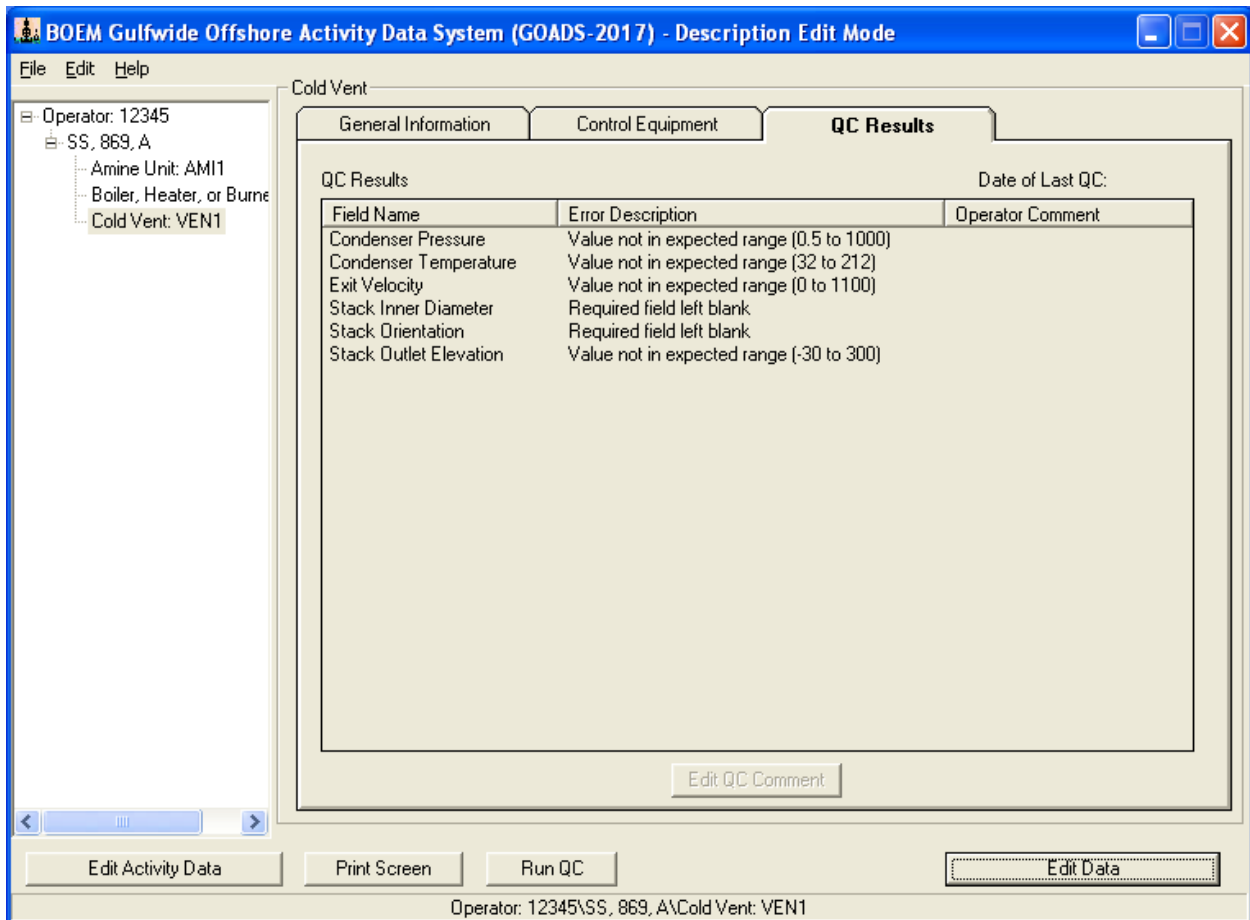 BOEM Gulfwide Offshore Activity Data System (GOADS-2017) - Description Edit Mode
File Edit Help
Operator: 12345
SS, 869, A
Amine Unit: AMI1
Boiler, Heater, or Burne
Cold Vent: VEN1
Cold Vent
General Information Control Equipment QC Results
QC Results Date of Last QC:
Field Name Error Description Operator Comment
Condenser Pressure Value not in expected range (0.5 to 1000)
Condenser Temperature Value not in expected range (32 to 212)
Exit Velocity Value not in expected range (0 to 1100)
Stack Inner Diameter Required field left blank
Stack Orientation Required field left blank
Stack Outlet Elevation Value not in expected range (-30 to 300)
Edit QC Comment
Edit Activity Data Print Screen Run QC Edit Data
Operator: 12345\SS, 869, A\Cold Vent: VEN1